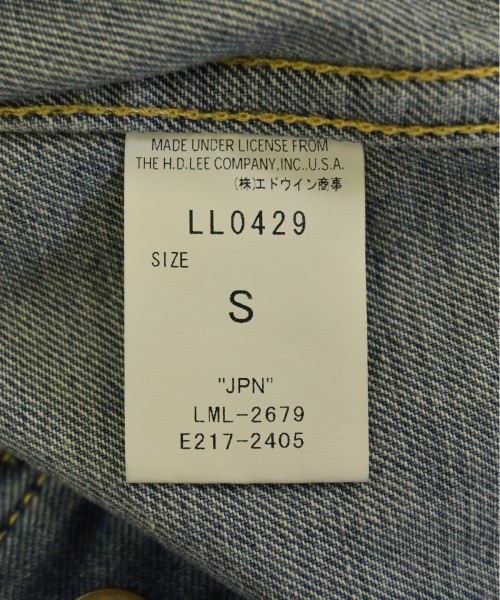 MADE UNDER LICENSE FROM
THE H.D.LEE COMPANY,INC.,U.S.A.
(株)エドウイン商事
LL0429
SIZE
S
"JPN"
LML-2679
E217-2405